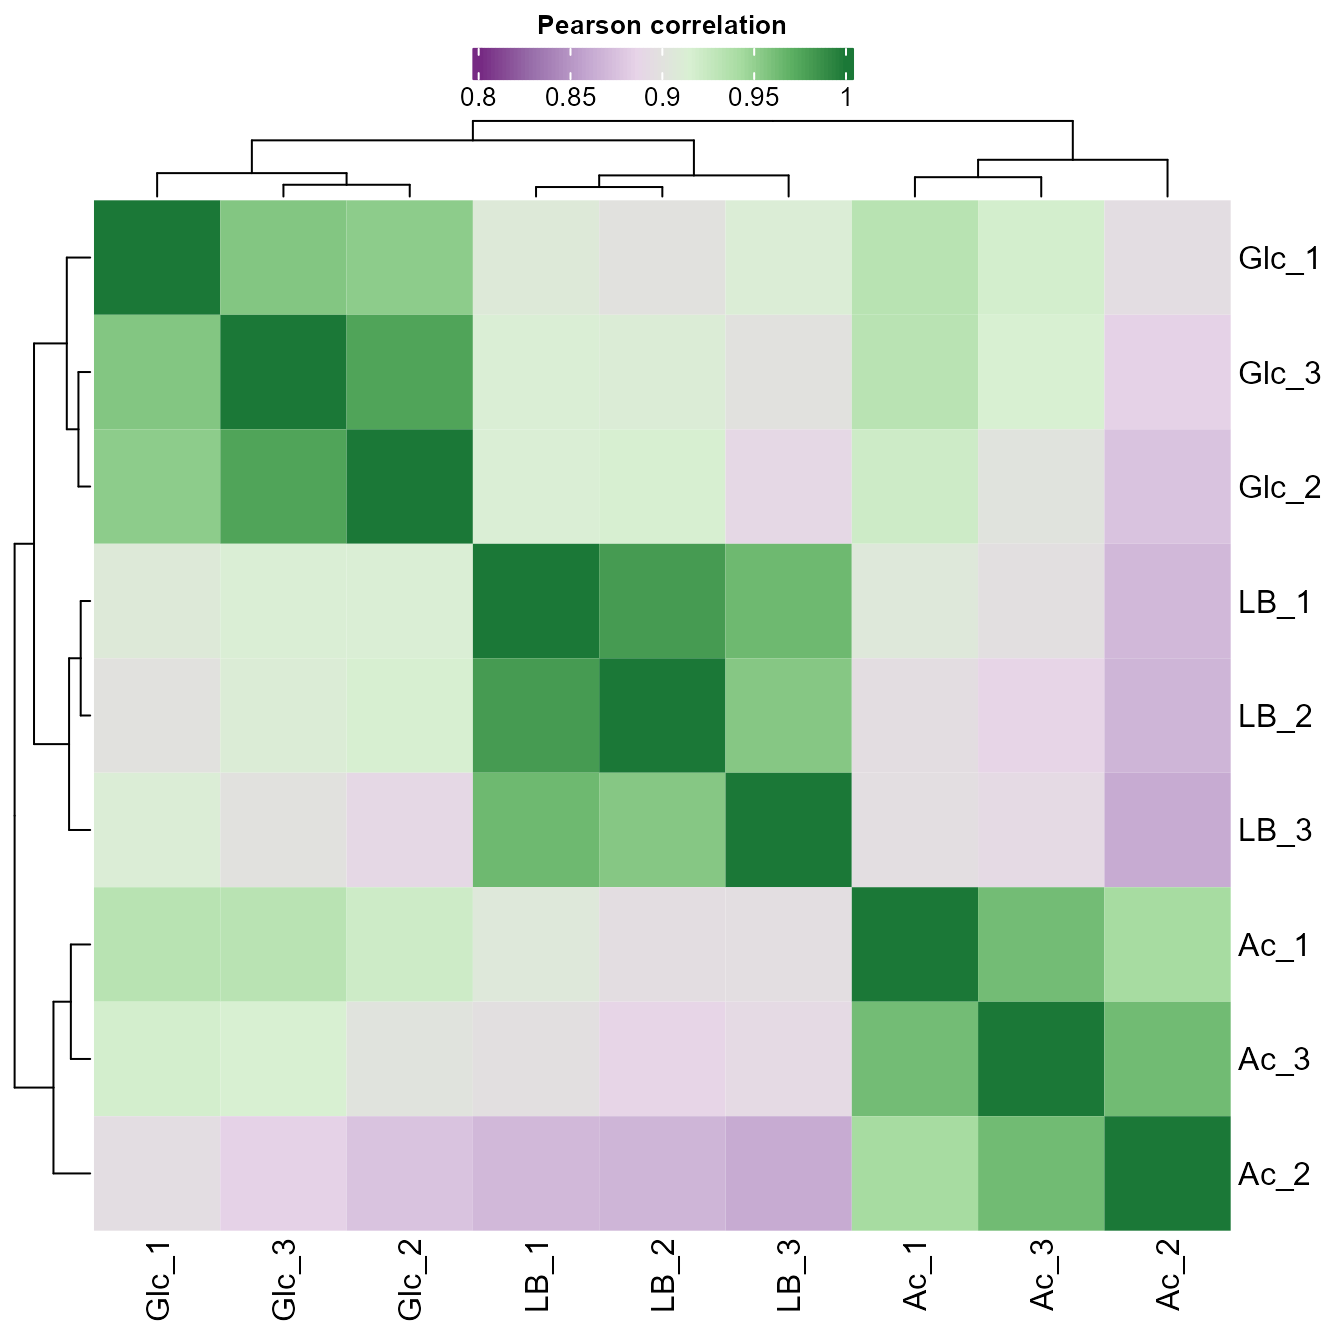 Pearson correlation
0.8 0.85 0.9 0.95 1
Glc_1
Glc_3
Glc_2
LB_1
LB_2
LB_3
Ac_1
Ac_3
Ac_2
Glc_1 Glc_3 Glc_2 LB_1 LB_2 LB_3 Ac_1 Ac_3 Ac_2